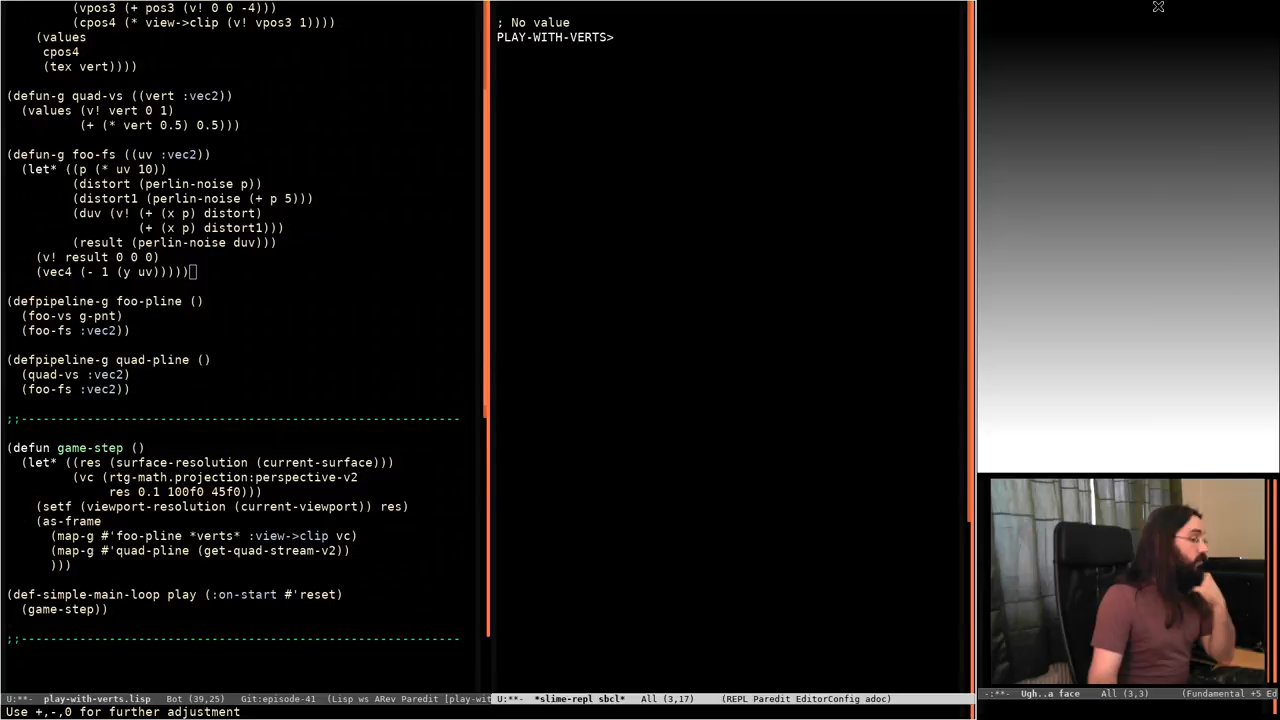 (vpos3 (+ pos3 (v! 0 0 -4)))
(cpos4 (* view->clip (v! vpos3 1))))
(values
cpos4
(tex vert))))
(defun-g quad-vs ((vert :vec2))
(values (v! vert 0 1)
(+ (* vert 0.5) 0.5)))
(defun-g foo-fs ((uv :vec2))
(let* ((p (* uv 10))
(distort (perlin-noise p))
(distort1 (perlin-noise (+ p 5)))
(duv (v! (+ (x p) distort)
(+ (x p) distort1)))
(result (perlin-noise duv)))
(v! result 0 0 0)
(vec4 (- 1 (y uv)))))
(defpipeline-g foo-pline ()
(foo-vs g-pnt)
(foo-fs :vec2))
(defpipeline-g quad-pline ()
(quad-vs :vec2)
(foo-fs :vec2))
;;------------------------------------------------------------
(defun game-step ()
(let* ((res (surface-resolution (current-surface)))
(vc (rtg-math.projection:perspective-v2
res 0.1 100f0 45f0)))
(setf (viewport-resolution (current-viewport)) res)
(as-frame
(map-g #'foo-pline *verts* :view->clip vc)
(map-g #'quad-pline (get-quad-stream-v2))
)))
(def-simple-main-loop play (:on-start #'reset)
(game-step))
;;------------------------------------------------------------
U:**- play-with-verts.lisp Bot (39,25) Git:episode-41 (Lisp ws ARev Paredit [play-wit
Use +,-,0 for further adjustment
; No value
PLAY-WITH-VERTS>
U:**- *slime-repl sbcl* All (3,17) (REPL Paredit EditorConfig adoc)
-:**- Ugh..a face All (3,3) (Fundamental +5 Ed